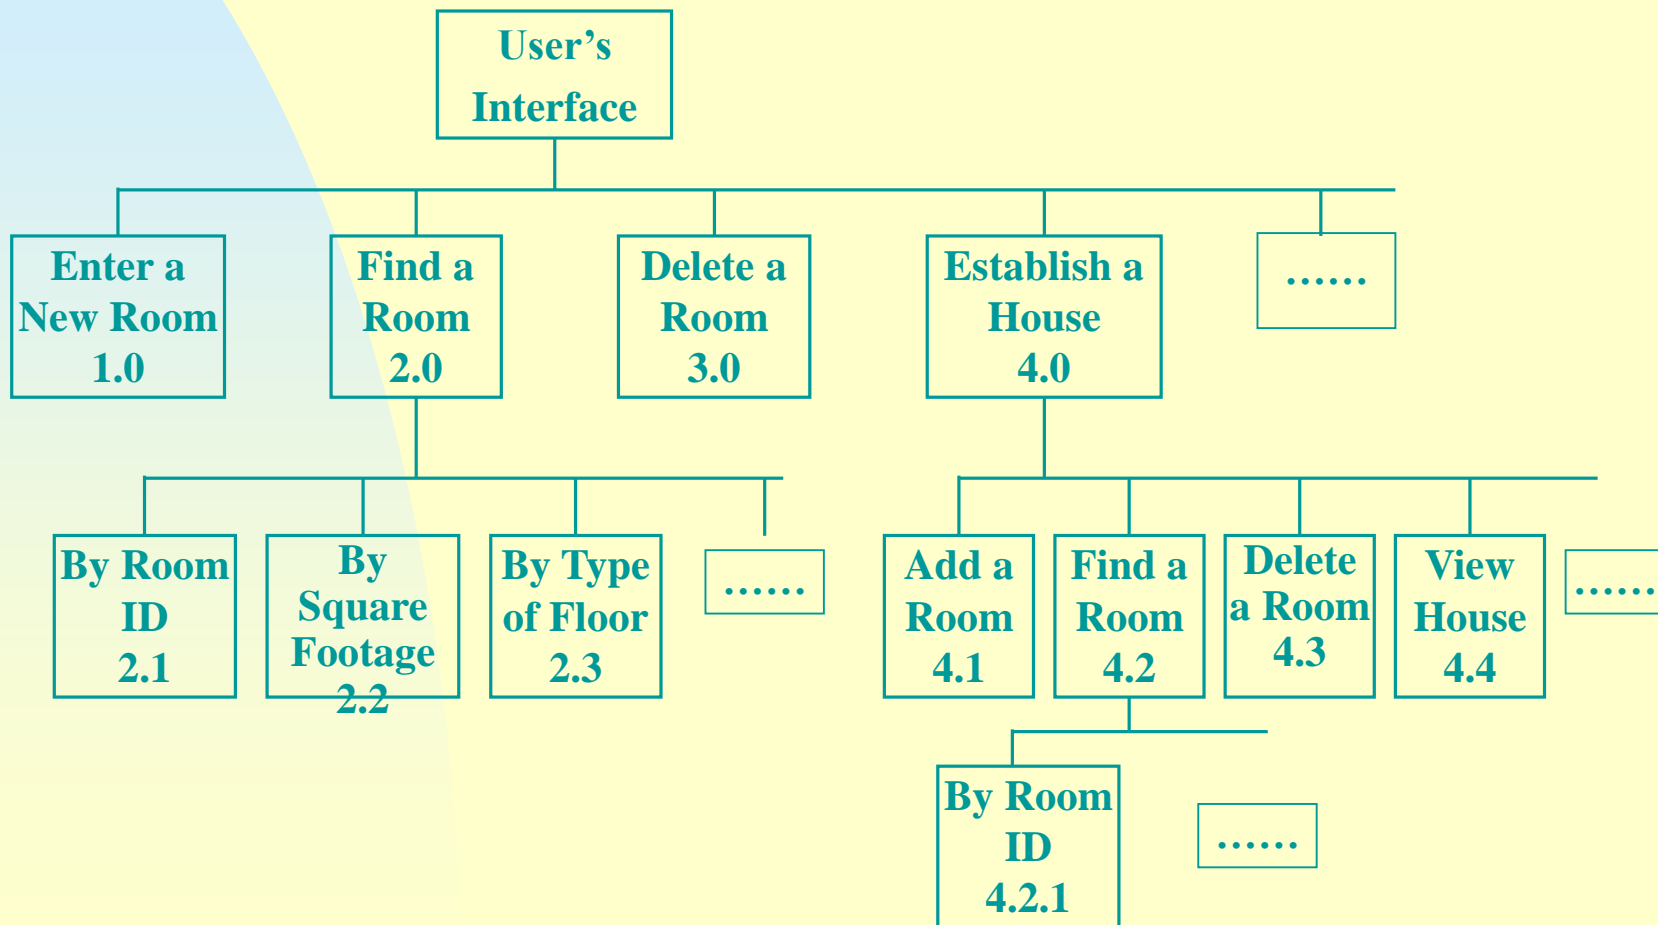 User’s
Interface
Enter a
New Room
1.0
Find a
Room
2.0
Delete a
Room
3.0
Establish a
House
4.0
......
By Room
ID
2.1
By
Square
Footage
2.2
By Type
of Floor
2.3
......
Add a
Room
4.1
Find a
Room
4.2
Delete
a Room
4.3
View
House
4.4
......
By Room
ID
4.2.1
......